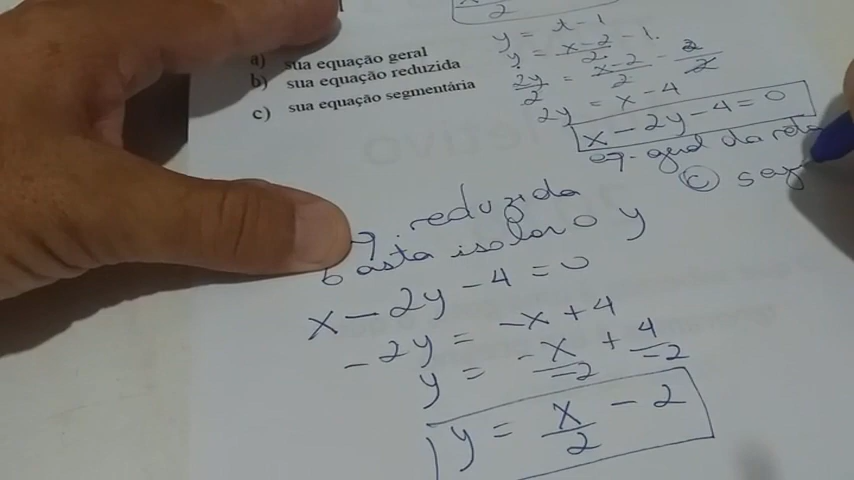 a) sua equação geral
b) sua equação reduzida
c) sua equação segmentária
2
y = x - 1
y = x-2/2 - 1.
2y/2 = x-2/2 - 2/2
2y = x - 4
x - 2y - 4 = 0
eq. geral da reta
c) seg
q. reduzida
basta isolar o y
x - 2y - 4 = 0
-2y = -x + 4
y = -x/-2 + 4/-2
y = x/2 - 2